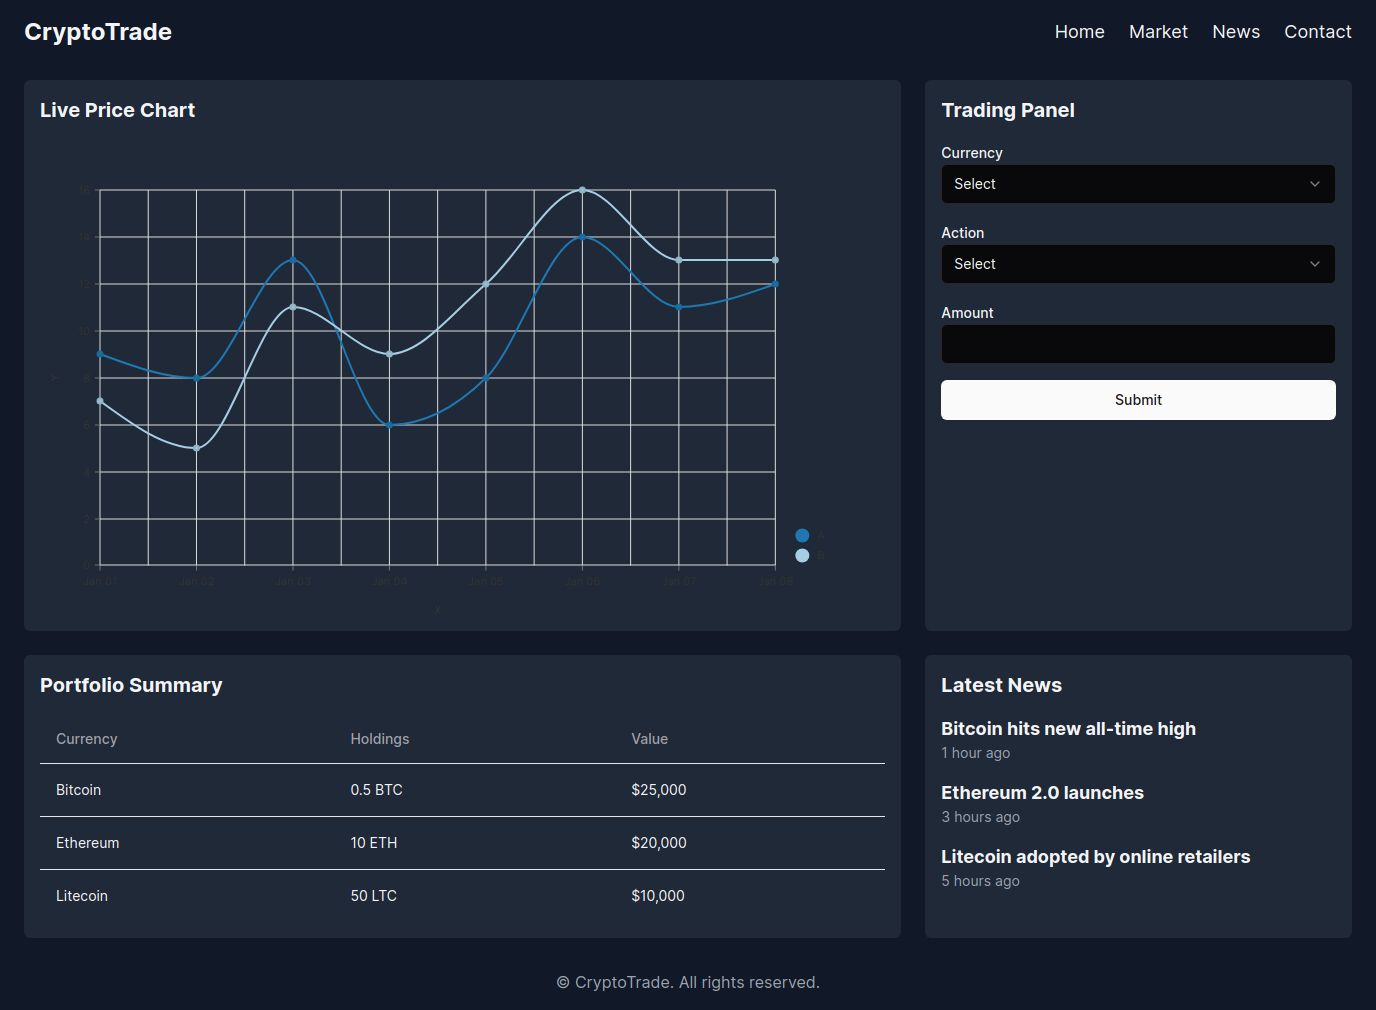 CryptoTrade
Home Market News Contact
Live Price Chart
16
14
12
10
8
6
4
2
0
Y
Jan 01 Jan 02 Jan 03 Jan 04 Jan 05 Jan 06 Jan 07 Jan 08
X
A
B
Trading Panel
Currency
Select
Action
Select
Amount
Submit
Portfolio Summary
Currency Holdings Value
Bitcoin 0.5 BTC $25,000
Ethereum 10 ETH $20,000
Litecoin 50 LTC $10,000
Latest News
Bitcoin hits new all-time high
1 hour ago
Ethereum 2.0 launches
3 hours ago
Litecoin adopted by online retailers
5 hours ago
© CryptoTrade. All rights reserved.